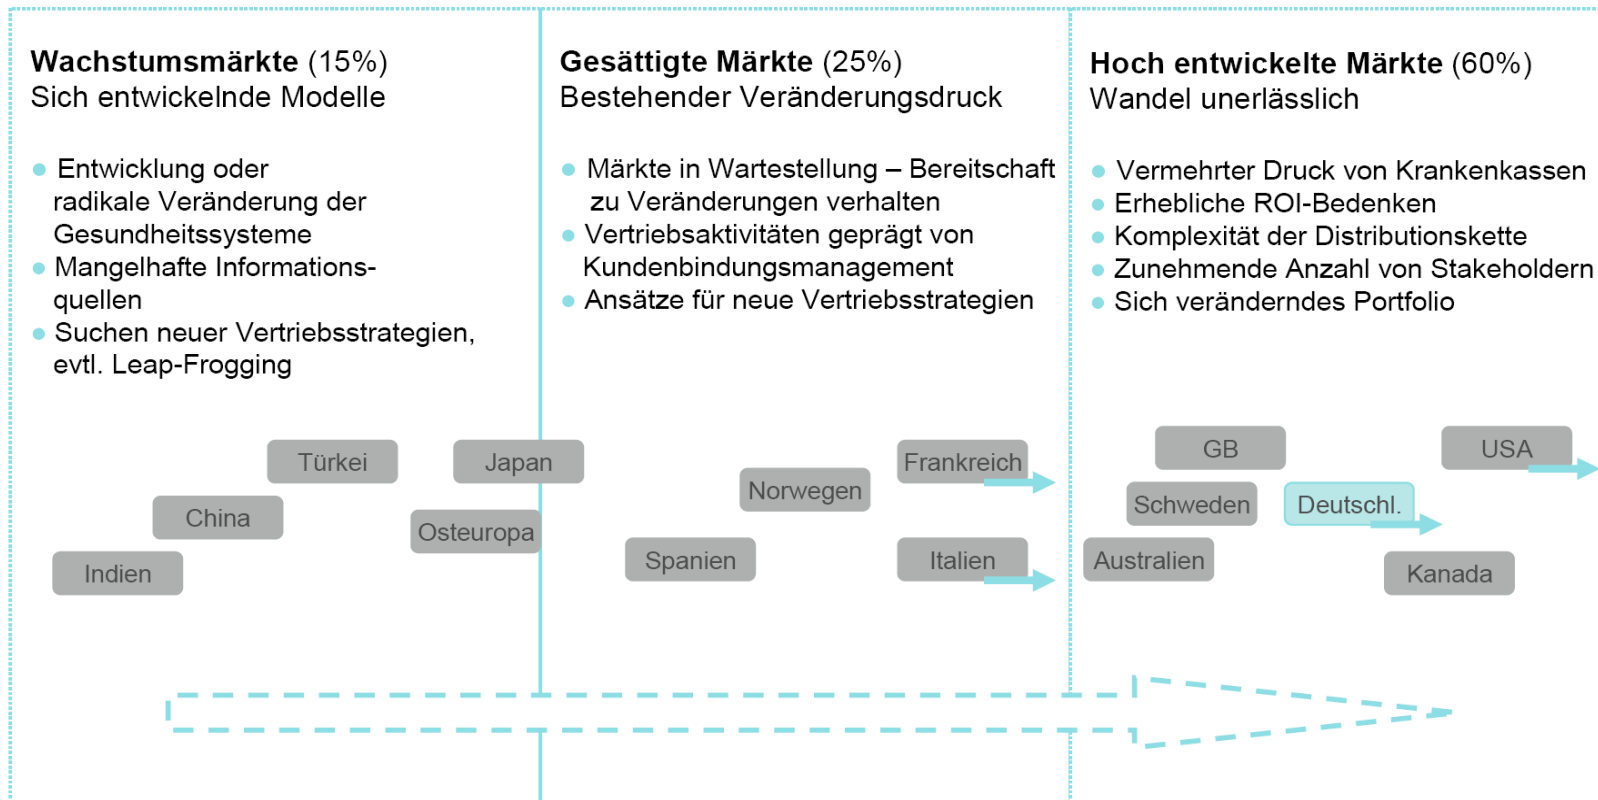 Wachstumsmärkte (15%)
Sich entwickelnde Modelle
Entwicklung oder
radikale Veränderung der
Gesundheitssysteme
Mangelhafte Informations-
quellen
Suchen neuer Vertriebsstrategien,
evtl. Leap-Frogging
Gesättigte Märkte (25%)
Bestehender Veränderungsdruck
Märkte in Wartestellung – Bereitschaft
zu Veränderungen verhalten
Vertriebsaktivitäten geprägt von
Kundenbindungsmanagement
Ansätze für neue Vertriebsstrategien
Hoch entwickelte Märkte (60%)
Wandel unerlässlich
Vermehrter Druck von Krankenkassen
Erhebliche ROI-Bedenken
Komplexität der Distributionskette
Zunehmende Anzahl von Stakeholdern
Sich veränderndes Portfolio
Türkei
Japan
China
Osteuropa
Indien
Frankreich
Norwegen
Spanien
Italien
GB
USA
Schweden
Deutschl.
Australien
Kanada